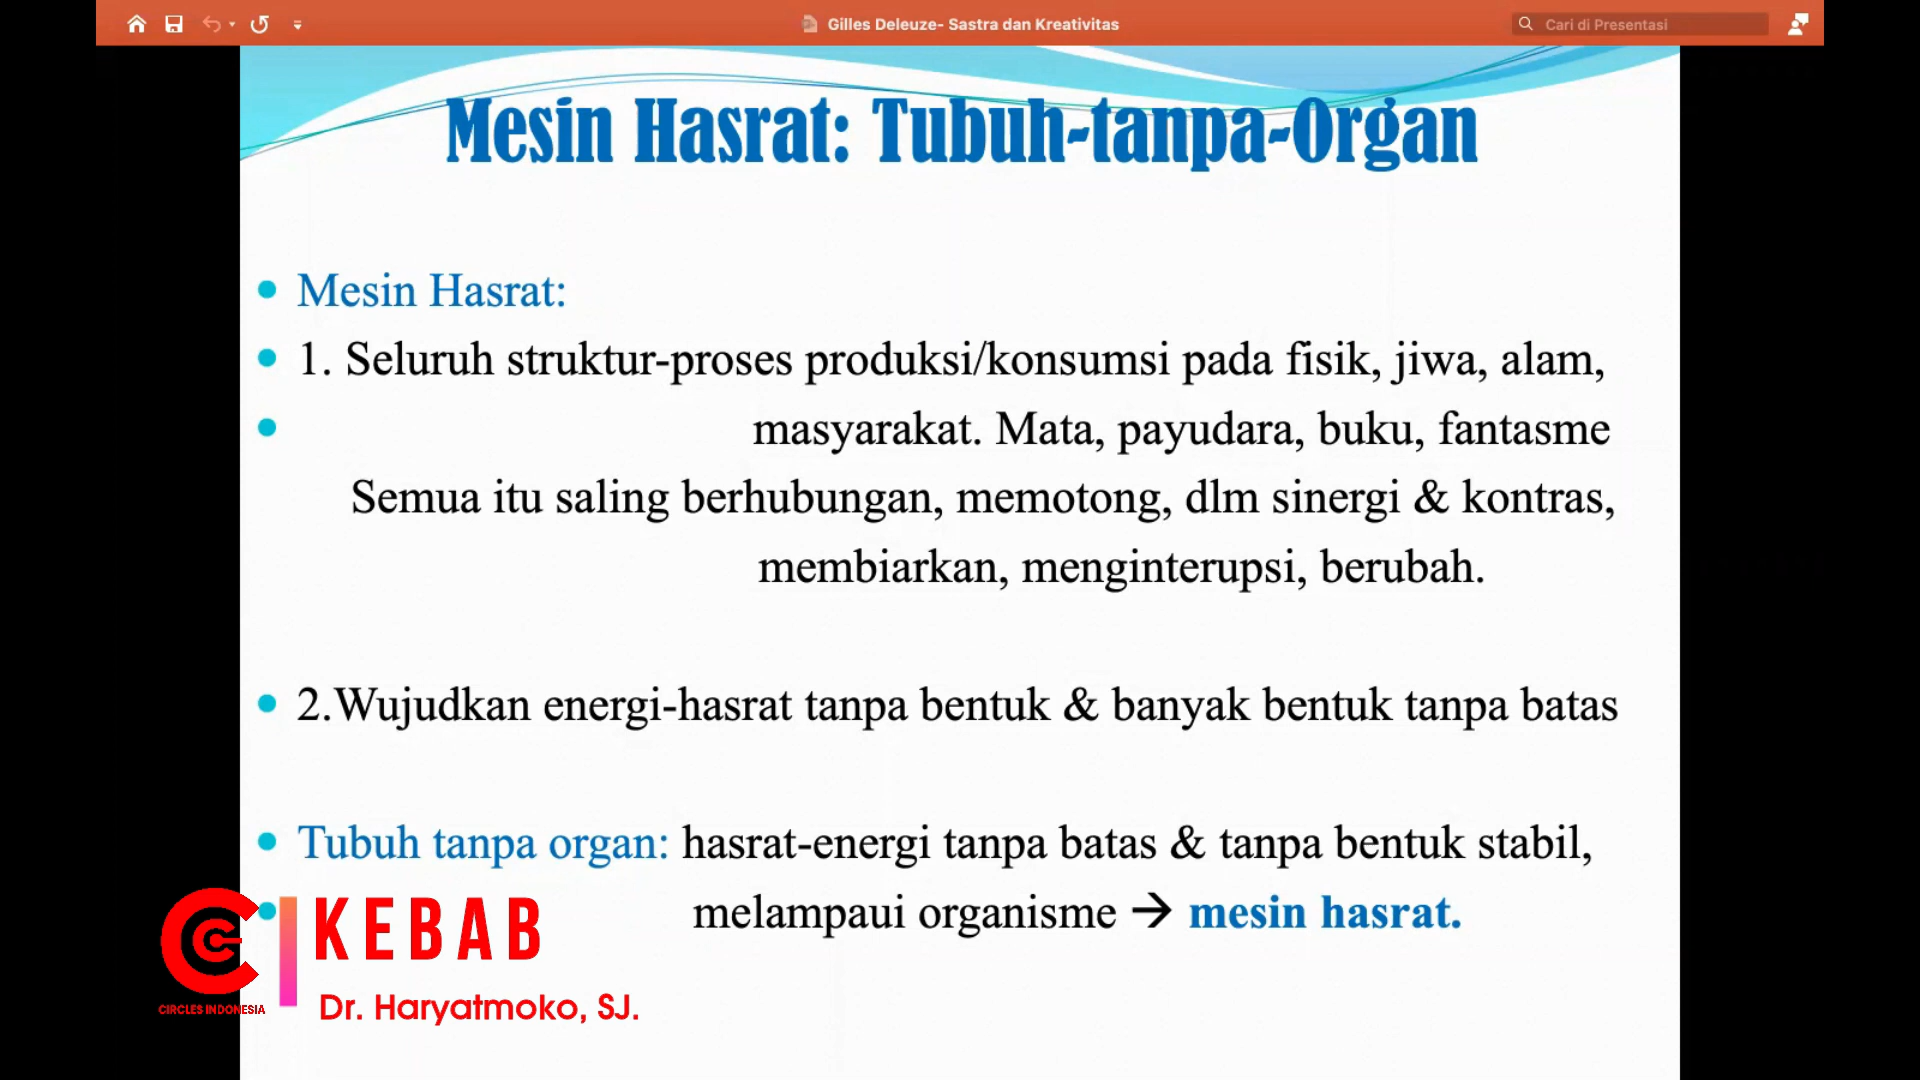 Gilles Deleuze- Sastra dan Kreativitas
Cari di Presentasi
Mesin Hasrat: Tubuh-tanpa-Organ
Mesin Hasrat:
1. Seluruh struktur-proses produksi/konsumsi pada fisik, jiwa, alam,
masyarakat. Mata, payudara, buku, fantasme
Semua itu saling berhubungan, memotong, dlm sinergi & kontras,
membiarkan, menginterupsi, berubah.
2.Wujudkan energi-hasrat tanpa bentuk & banyak bentuk tanpa batas
Tubuh tanpa organ: hasrat-energi tanpa batas & tanpa bentuk stabil,
melampaui organisme → mesin hasrat.
KEBAB
CIRCLES INDONESIA
Dr. Haryatmoko, SJ.